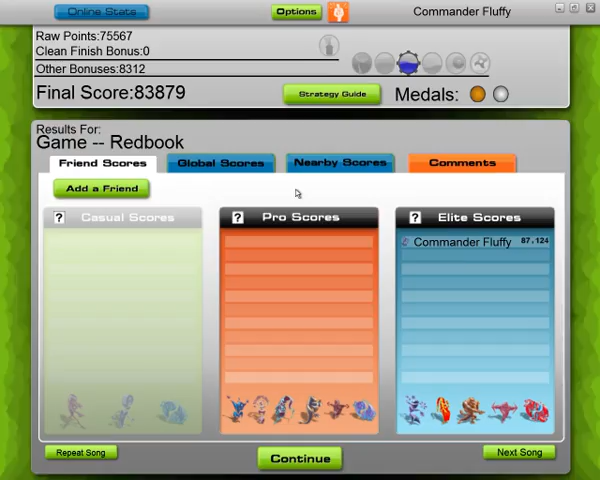 Online Stats
Options
Commander Fluffy
Raw Points:75567
Clean Finish Bonus:0
Other Bonuses:8312
Final Score:83879
Strategy Guide
Medals:
Results For:
Game -- Redbook
Friend Scores
Global Scores
Nearby Scores
Comments
Add a Friend
? Casual Scores
? Pro Scores
? Elite Scores
Commander Fluffy 87,124
Repeat Song
Continue
Next Song